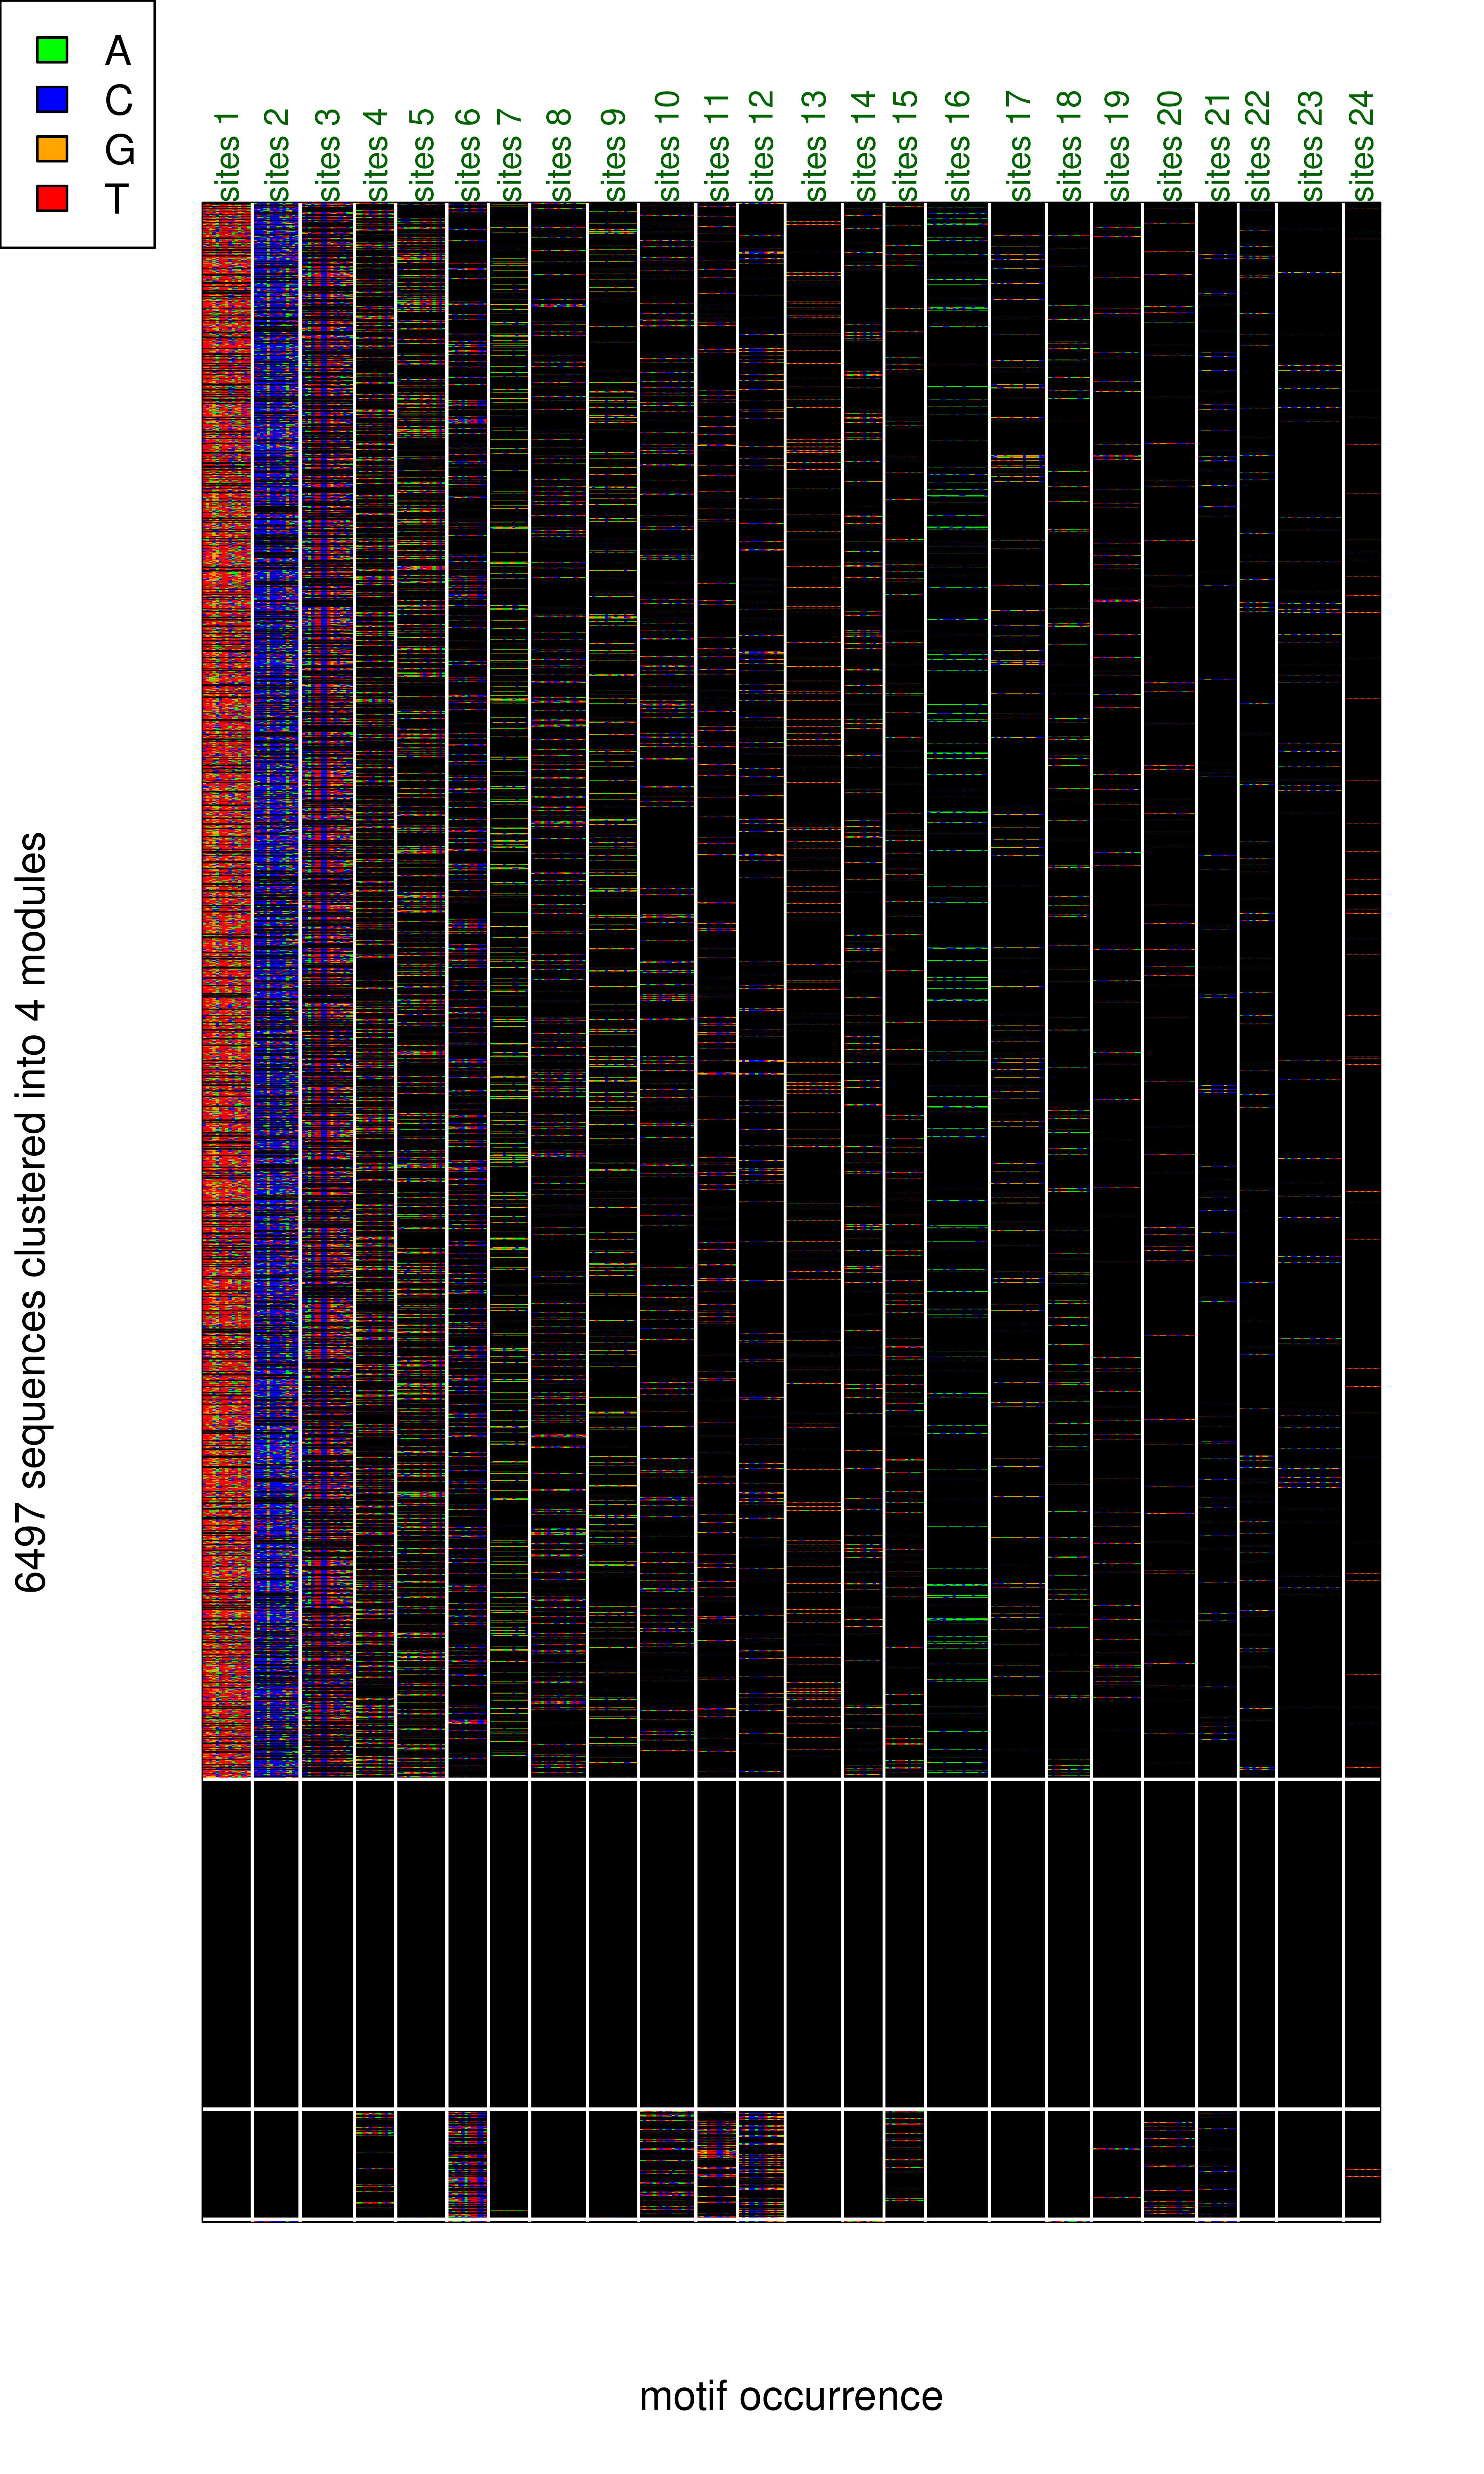 A
C
G
T
sites 1
sites 2
sites 3
sites 4
sites 5
sites 6
sites 7
sites 8
sites 9
sites 10
sites 11
sites 12
sites 13
sites 14
sites 15
sites 16
sites 17
sites 18
sites 19
sites 20
sites 21
sites 22
sites 23
sites 24
6497 sequences clustered into 4 modules
motif occurrence